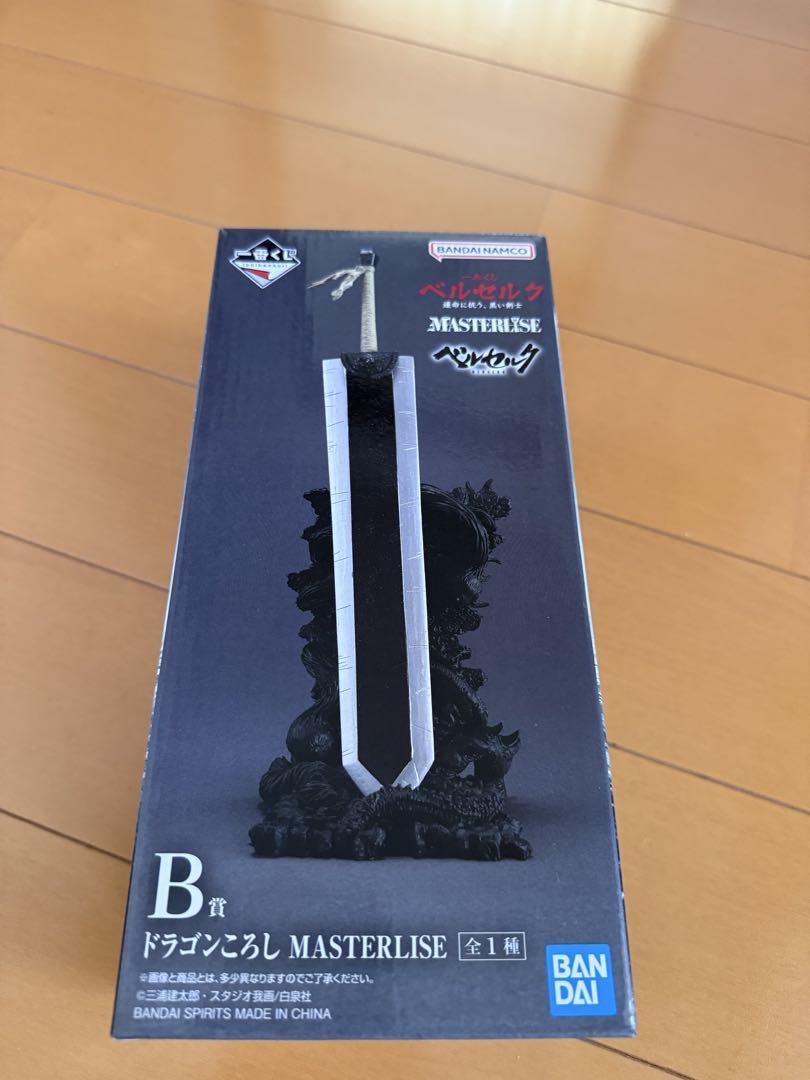 一番くじ
ichibankuji
BANDAI NAMCO
一番くじ
ベルセルク
運命に抗う、黒い剣士
MASTERLISE
ベルセルク
BERSERK
B賞
ドラゴンころし MASTERLISE 全1種
※画像と商品とは、多少異なりますのでご了承ください。
©三浦建太郎・スタジオ我画/白泉社
BANDAI SPIRITS MADE IN CHINA
BAN
DAI